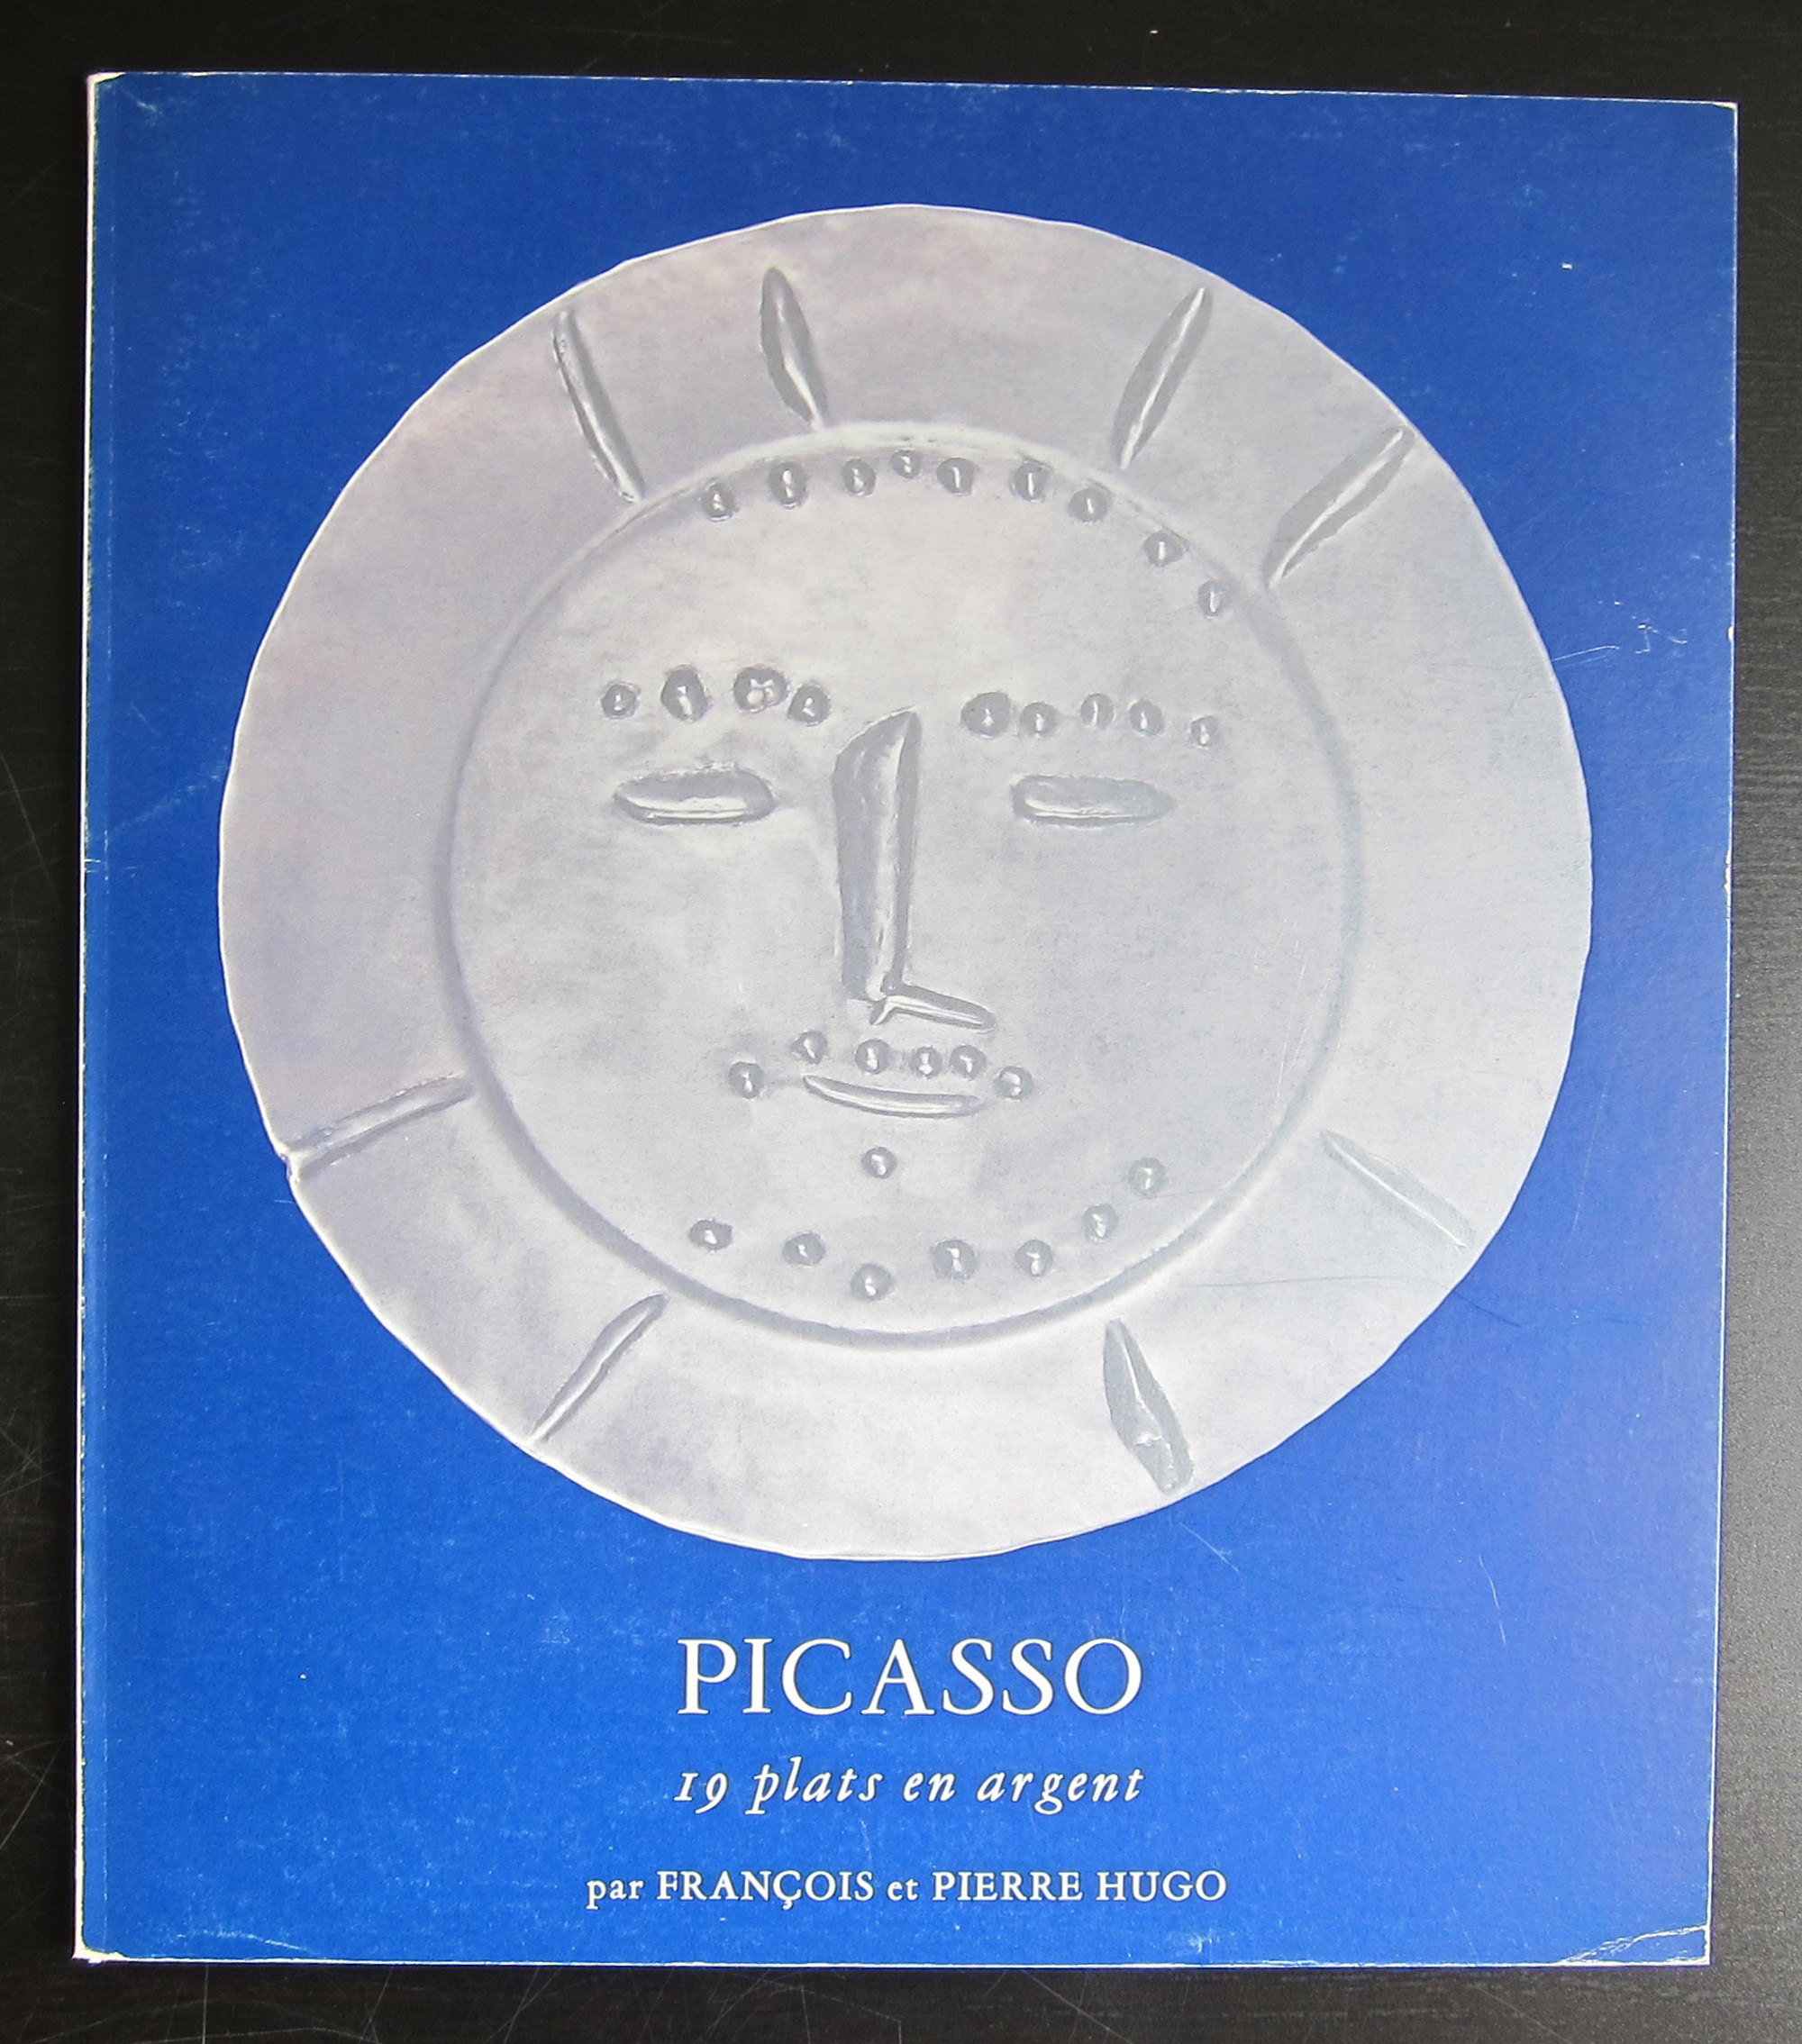 PICASSO
19 plats en argent
par FRANÇOIS et PIERRE HUGO